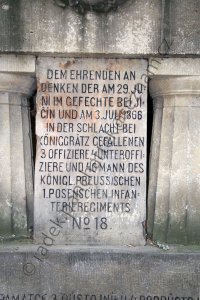 DEM EHRENDEN AN
DENKEN DER AM 29. JU
NI IM GEFECHTE BEI JI
ČIN UND AM 3. JULI 1866
IN DER SCHLACHT BEI
KÖNIGGRÄTZ GEFALLENEN
3 OFFIZIERE 4 UNTEROFFI
ZIERE UND 46 MANN DES
KÖNIGL. PREUSSISCHEN
1. POSENSCHEN INFAN-
TERIEREGIMENTS
No 18.